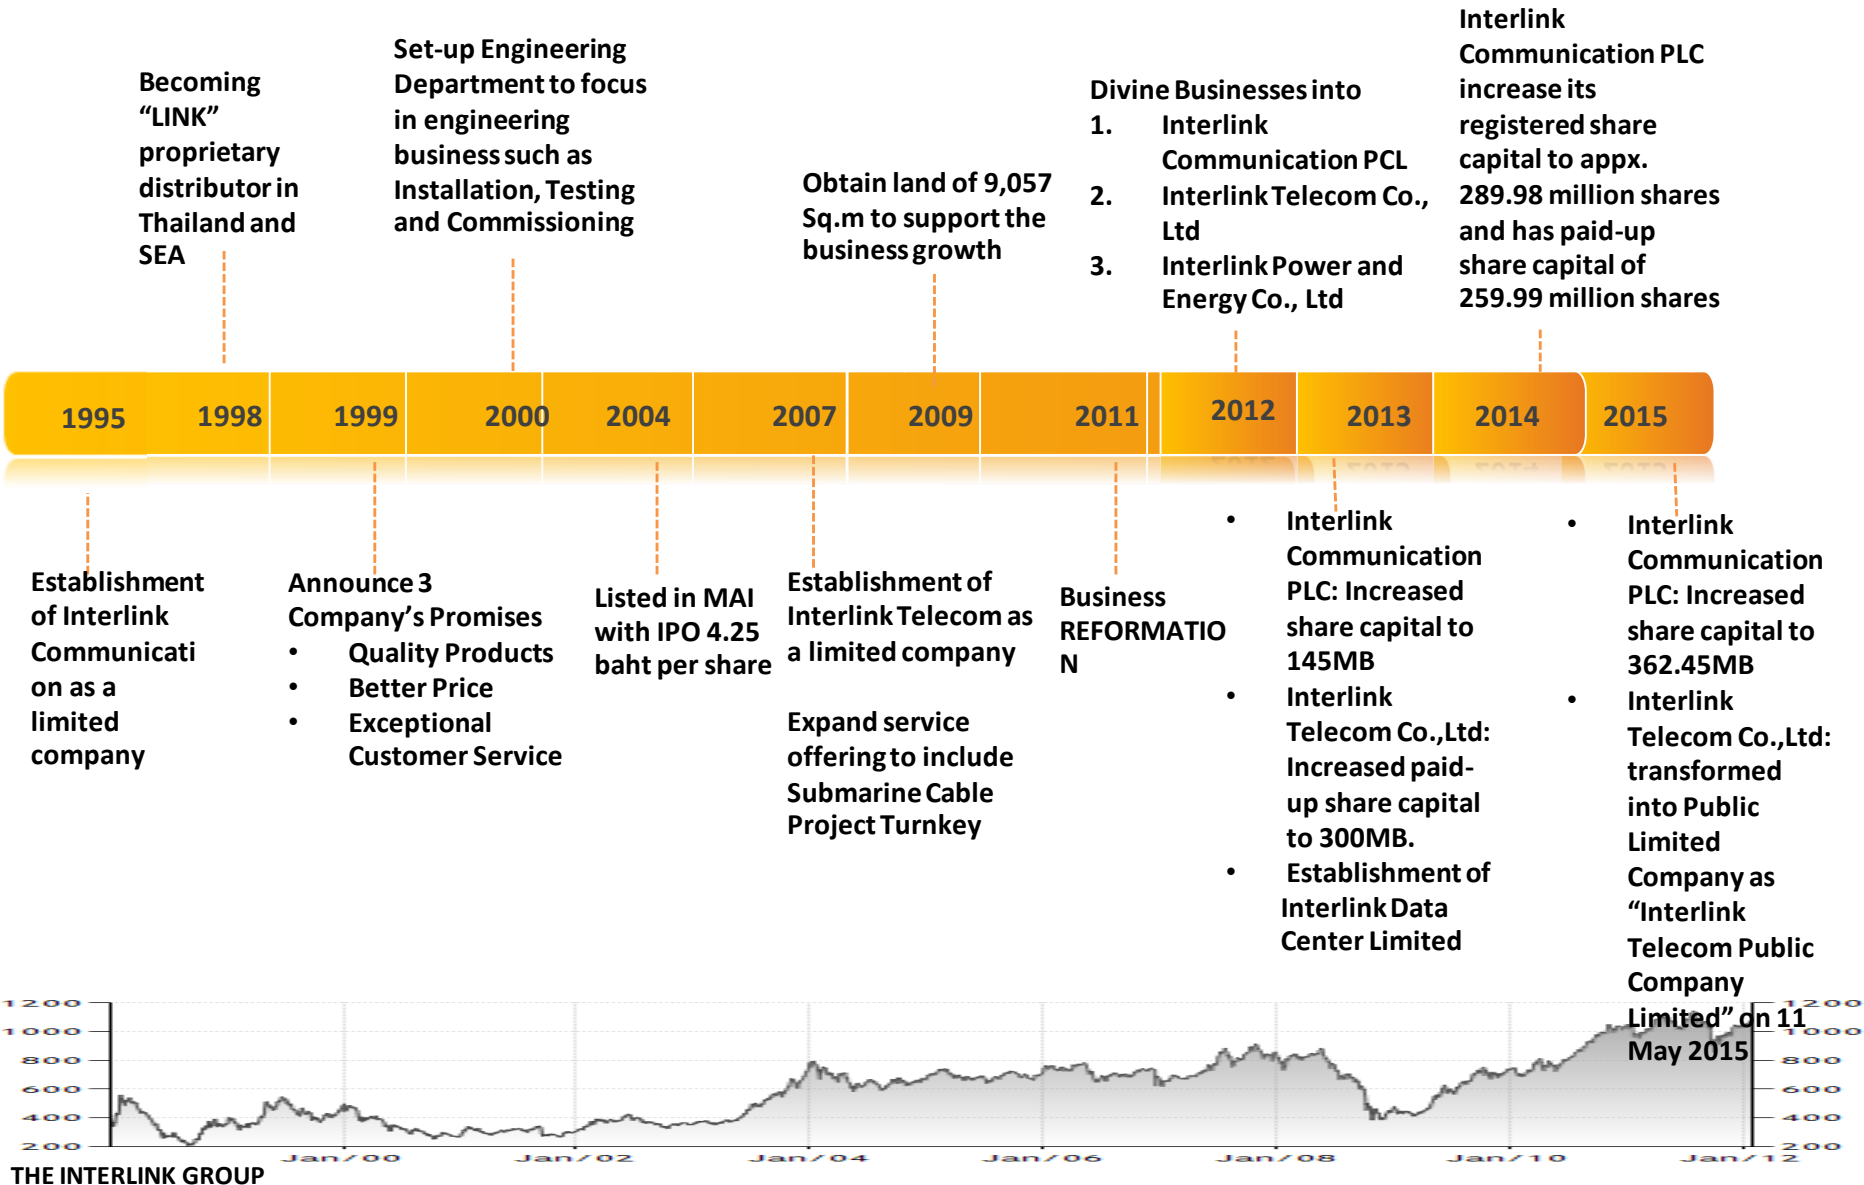 Becoming
“LINK”
proprietary
distributor in
Thailand and
SEA
Set-up Engineering
Department to focus
in engineering
business such as
Installation, Testing
and Commissioning
Obtain land of 9,057
Sq.m to support the
business growth
Divine Businesses into
1. Interlink
Communication PCL
2. Interlink Telecom Co.,
Ltd
3. Interlink Power and
Energy Co., Ltd
Interlink
Communication PLC
increase its
registered share
capital to appx.
289.98 million shares
and has paid-up
share capital of
259.99 million shares
1995 1998 1999 2000 2004 2007 2009 2011 2012 2013 2014 2015
Establishment
of Interlink
Communicati
on as a
limited
company
Announce 3
Company’s Promises
• Quality Products
• Better Price
• Exceptional
Customer Service
Listed in MAI
with IPO 4.25
baht per share
Establishment of
Interlink Telecom as
a limited company
Expand service
offering to include
Submarine Cable
Project Turnkey
Business
REFORMATIO
N
• Interlink
Communication
PLC: Increased
share capital to
145MB
• Interlink
Telecom Co.,Ltd:
Increased paid-
up share capital
to 300MB.
• Establishment of
Interlink Data
Center Limited
• Interlink
Communication
PLC: Increased
share capital to
362.45MB
• Interlink
Telecom Co.,Ltd:
transformed
into Public
Limited
Company as
“Interlink
Telecom Public
Company
Limited” on 11
May 2015
1200 1200
1000 1000
800 800
600 600
400 400
200 200
Jan/00 Jan/02 Jan/04 Jan/06 Jan/08 Jan/10 Jan/12
THE INTERLINK GROUP